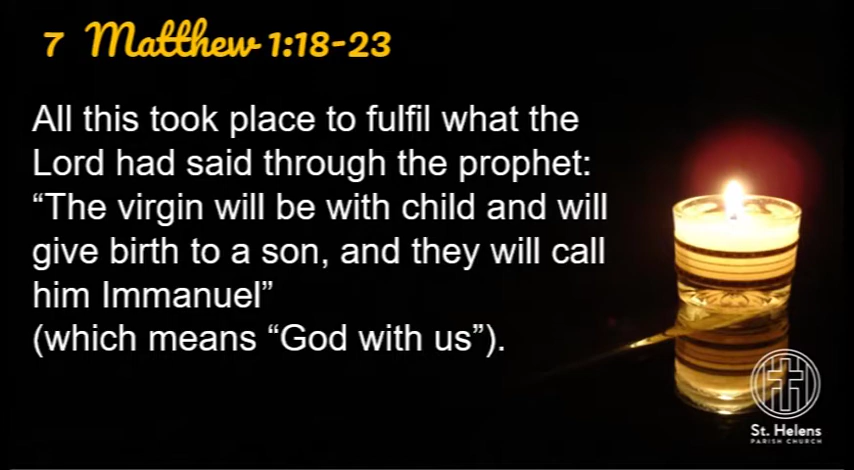 7 Matthew 1:18-23
All this took place to fulfil what the
Lord had said through the prophet:
“The virgin will be with child and will
give birth to a son, and they will call
him Immanuel”
(which means “God with us”).
St. Helens
PARISH CHURCH